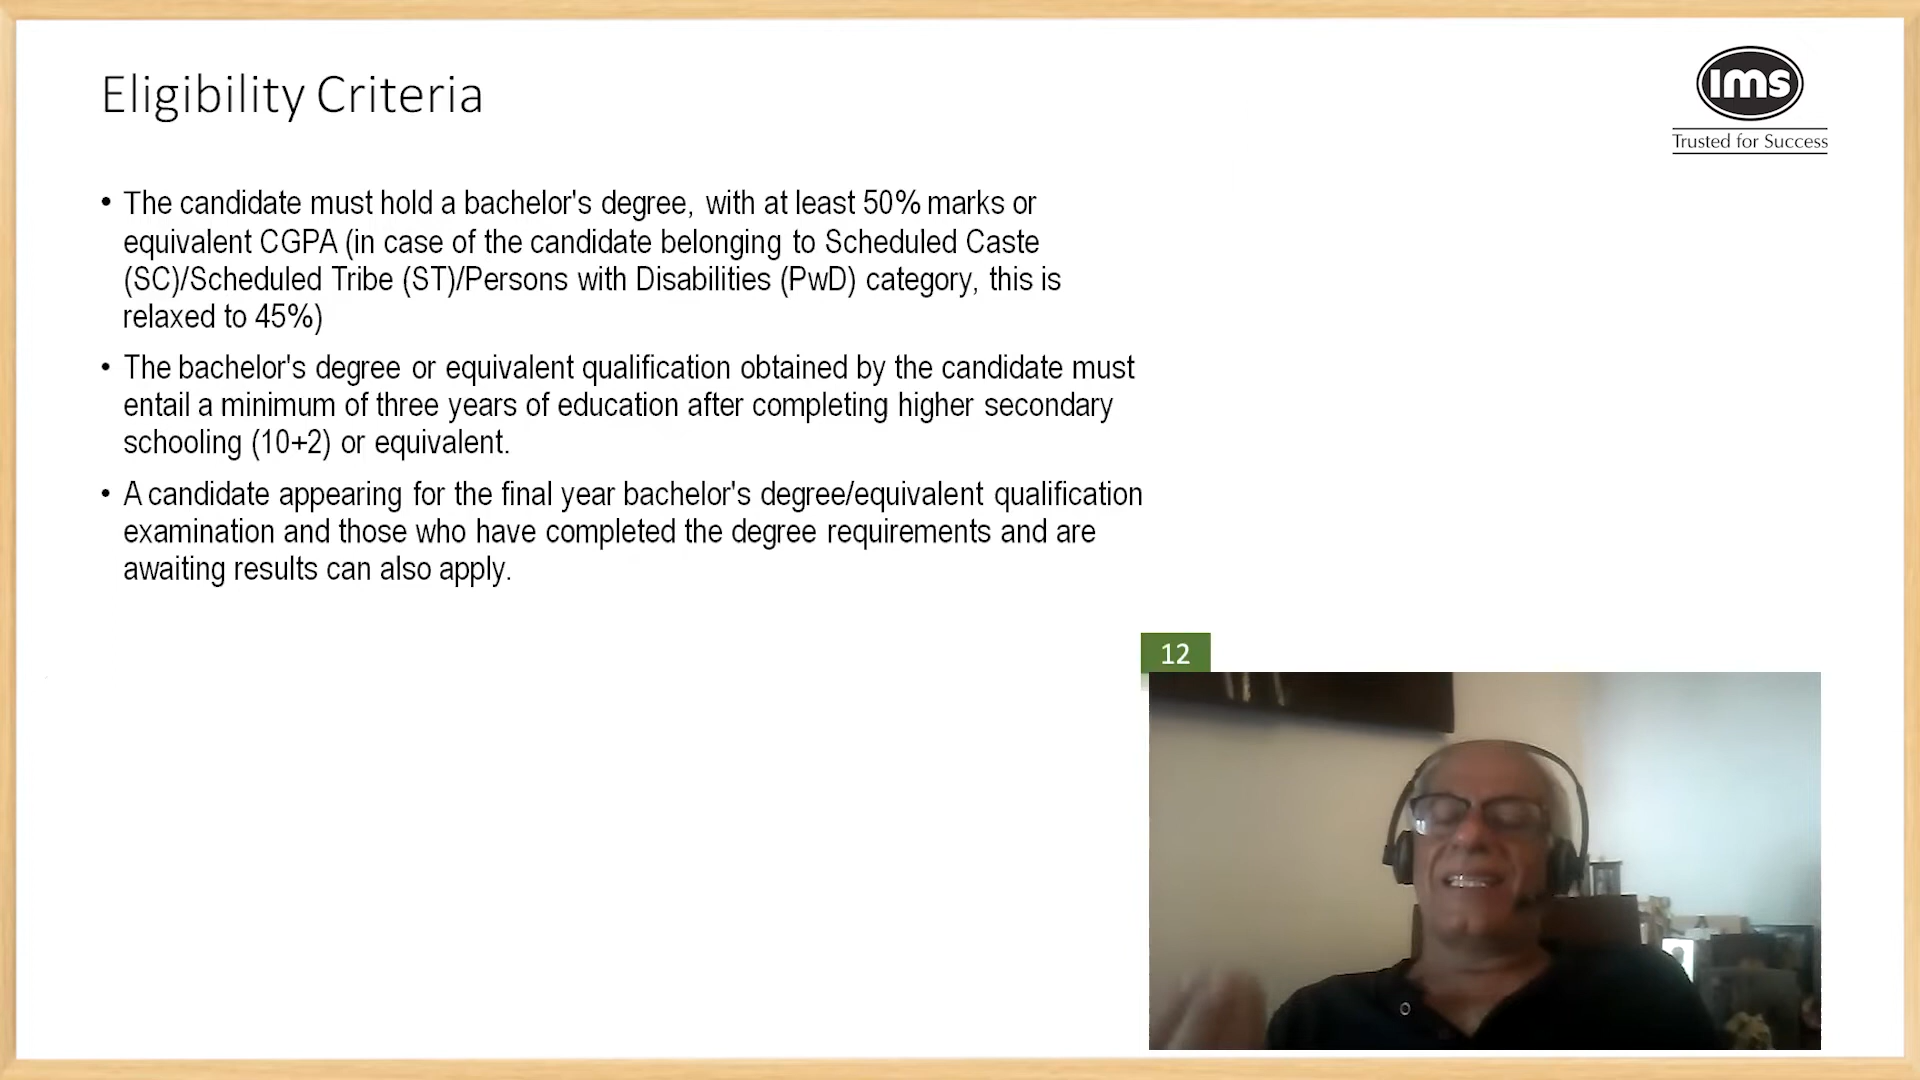 Eligibility Criteria
ims
Trusted for Success
• The candidate must hold a bachelor's degree, with at least 50% marks or
equivalent CGPA (in case of the candidate belonging to Scheduled Caste
(SC)/Scheduled Tribe (ST)/Persons with Disabilities (PwD) category, this is
relaxed to 45%)
• The bachelor's degree or equivalent qualification obtained by the candidate must
entail a minimum of three years of education after completing higher secondary
schooling (10+2) or equivalent.
• A candidate appearing for the final year bachelor's degree/equivalent qualification
examination and those who have completed the degree requirements and are
awaiting results can also apply.
12